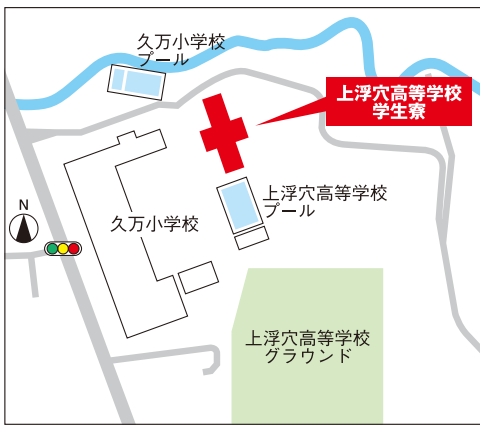 久万小学校
プール
上浮穴高等学校
学生寮
上浮穴高等学校
プール
N
久万小学校
上浮穴高等学校
グラウンド